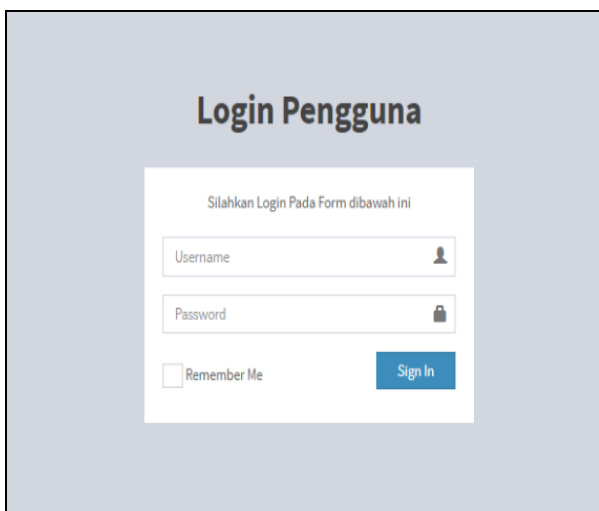 Login Pengguna
Silahkan Login Pada Form dibawah ini
Username
Password
Remember Me
Sign In